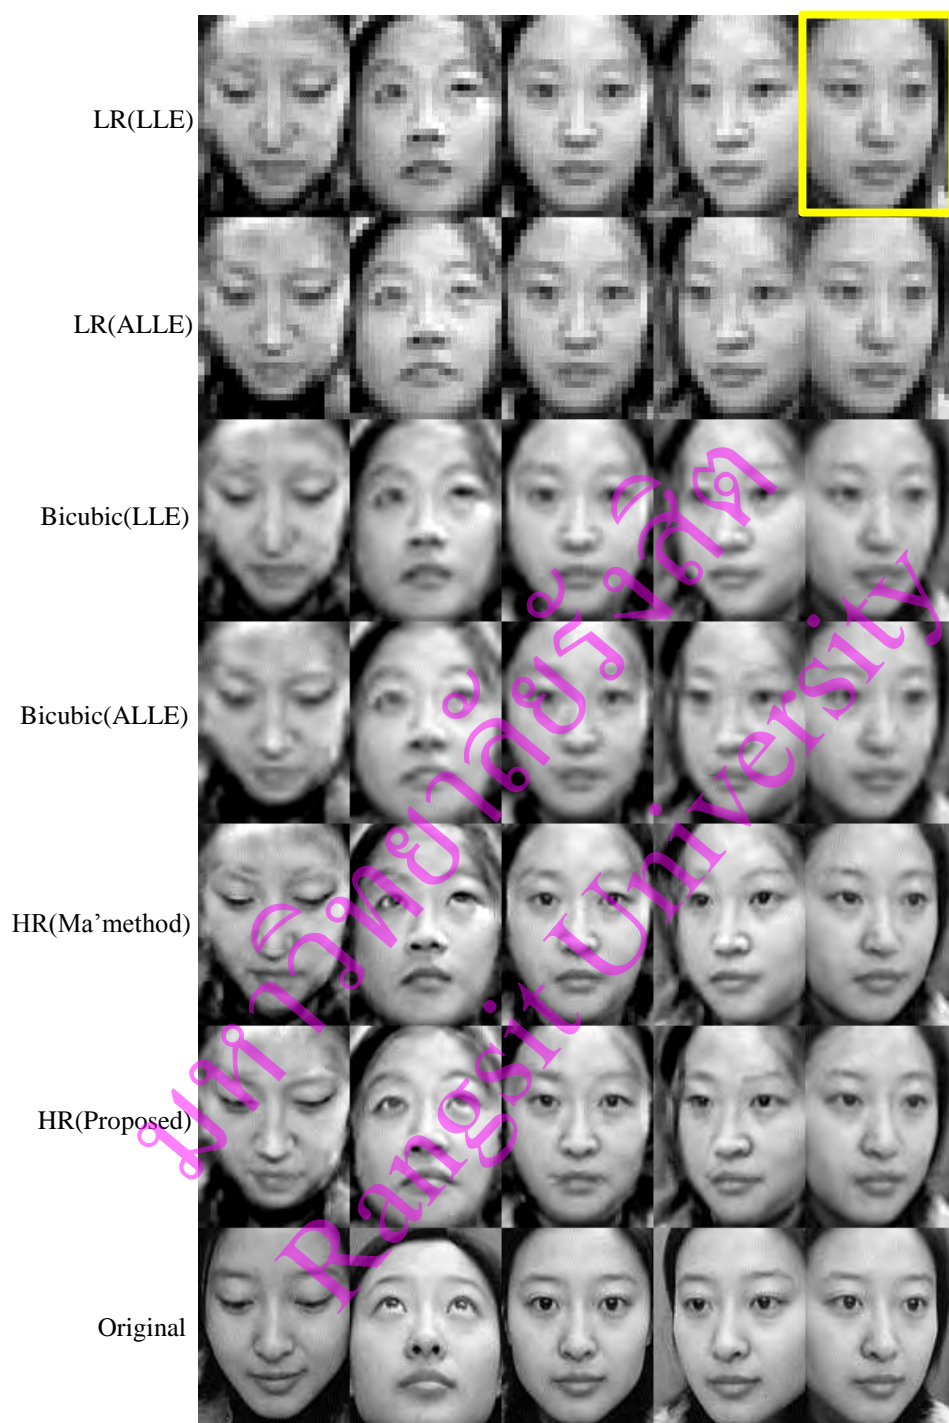 LR(LLE)
LR(ALLE)
Bicubic(LLE)
Bicubic(ALLE)
HR(Ma’method)
HR(Proposed)
Original
มหาวิทยาลัยรังสิต
Rangsit University